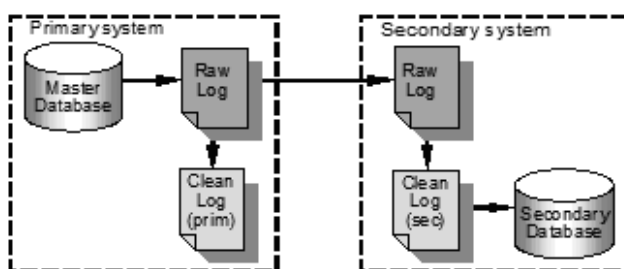 Primary system
Secondary system
Master
Database
Raw
Log
Raw
Log
Clean
Log
(prim)
Clean
Log
(sec)
Secondary
Database